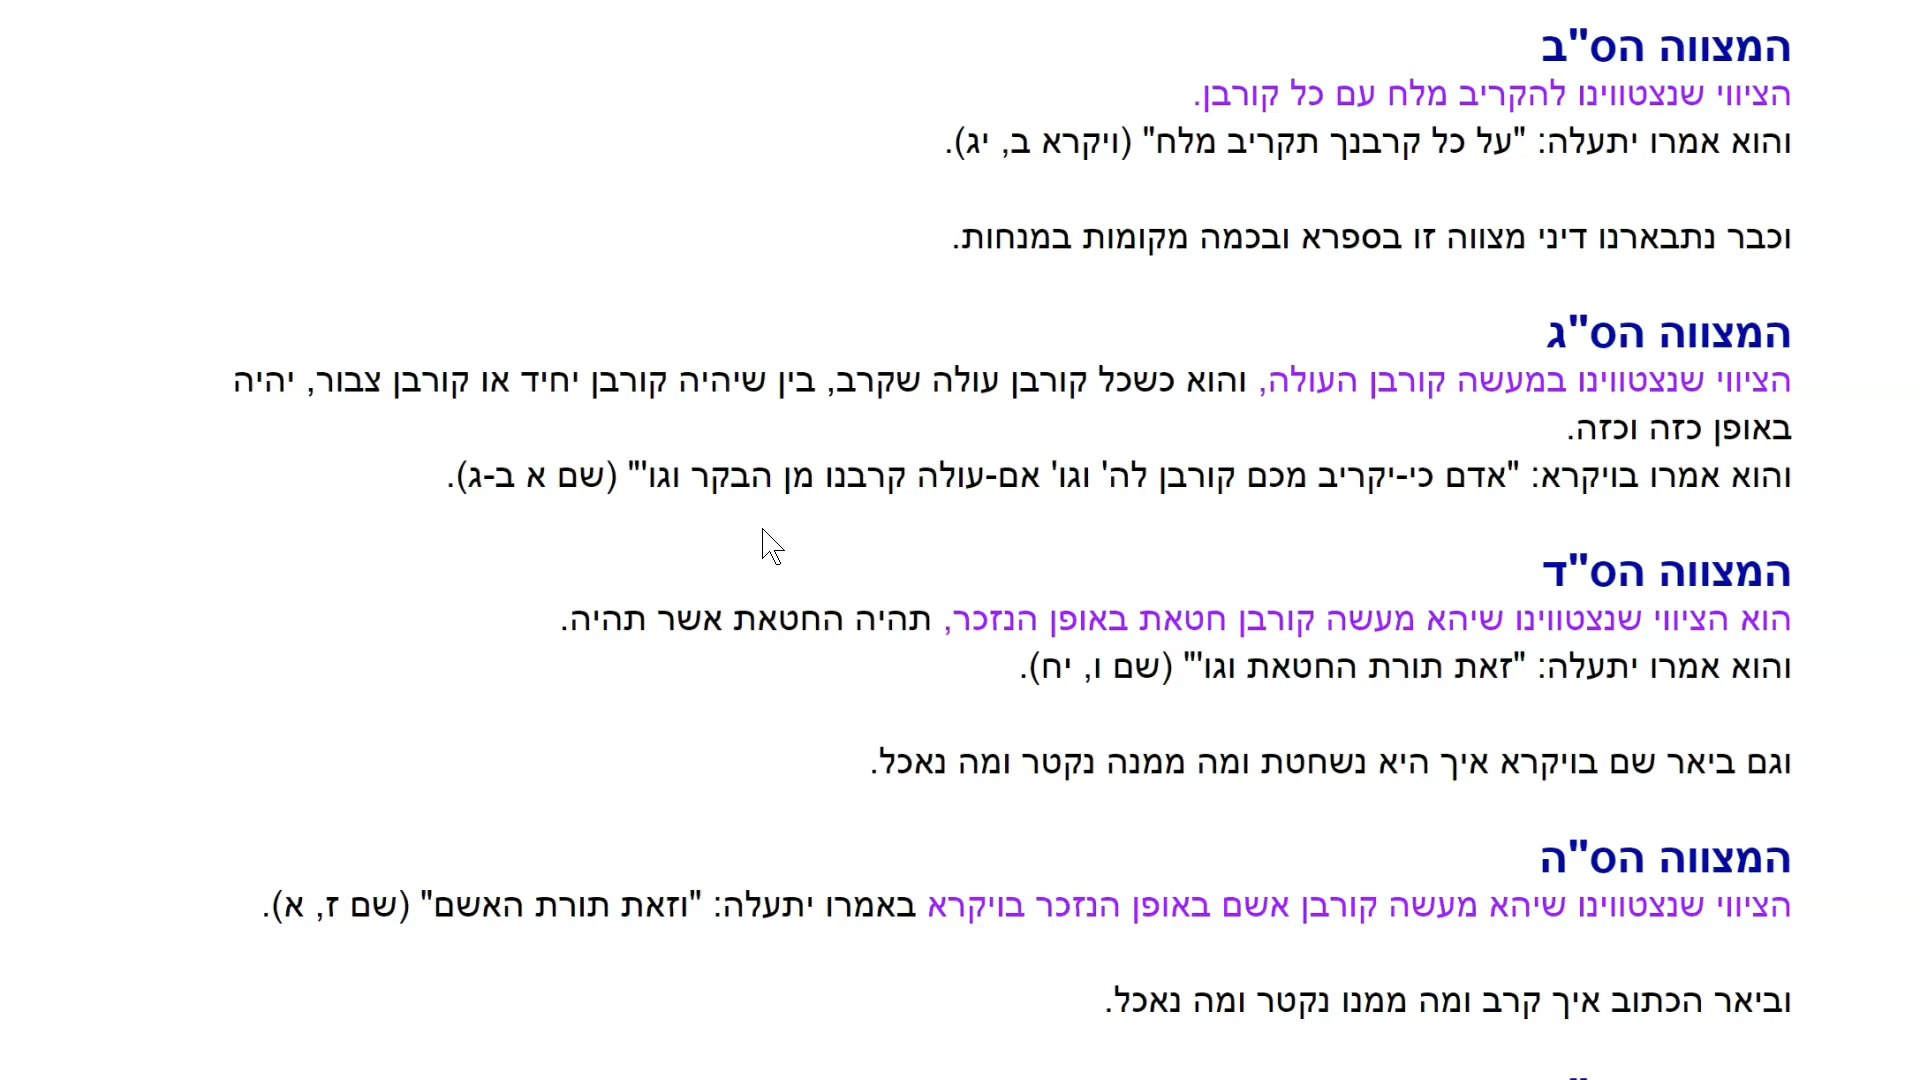 המצווה הס"ב
הציווי שנצטווינו להקריב מלח עם כל קורבן.
והוא אמרו יתעלה: "על כל קרבנך תקריב מלח" (ויקרא ב, יג).
וכבר נתבארנו דיני מצווה זו בספרא ובכמה מקומות במנחות.
המצווה הס"ג
הציווי שנצטווינו במעשה קורבן העולה, והוא כשכל קורבן עולה שקרב, בין שיהיה קורבן יחיד או קורבן צבור, יהיה
באופן כזה וכזה.
והוא אמרו בויקרא: "אדם כי-יקריב מכם קורבן לה' וגו' אם-עולה קרבנו מן הבקר וגו'" (שם א ב-ג).
המצווה הס"ד
הוא הציווי שנצטווינו שיהא מעשה קורבן חטאת באופן הנזכר, תהיה החטאת אשר תהיה.
והוא אמרו יתעלה: "זאת תורת החטאת וגו'" (שם ו, יח).
וגם ביאר שם בויקרא איך היא נשחטת ומה ממנה נקטר ומה נאכל.
המצווה הס"ה
הציווי שנצטווינו שיהא מעשה קורבן אשם באופן הנזכר בויקרא באמרו יתעלה: "וזאת תורת האשם" (שם ז, א).
וביאר הכתוב איך קרב ומה ממנו נקטר ומה נאכל.